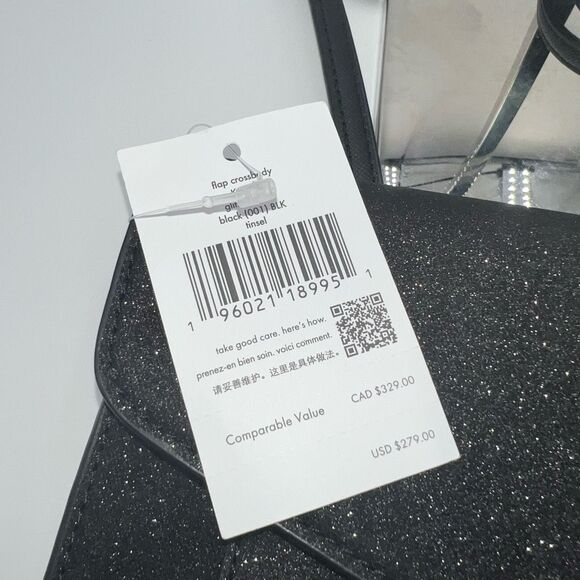 flap crossbody
black (001) BLK
tinsel
1 96021 18995 1
take good care. here's how.
prenez-en bien soin. voici comment.
请妥善维护。这里是具体做法。
Comparable Value CAD $329.00
USD $279.00